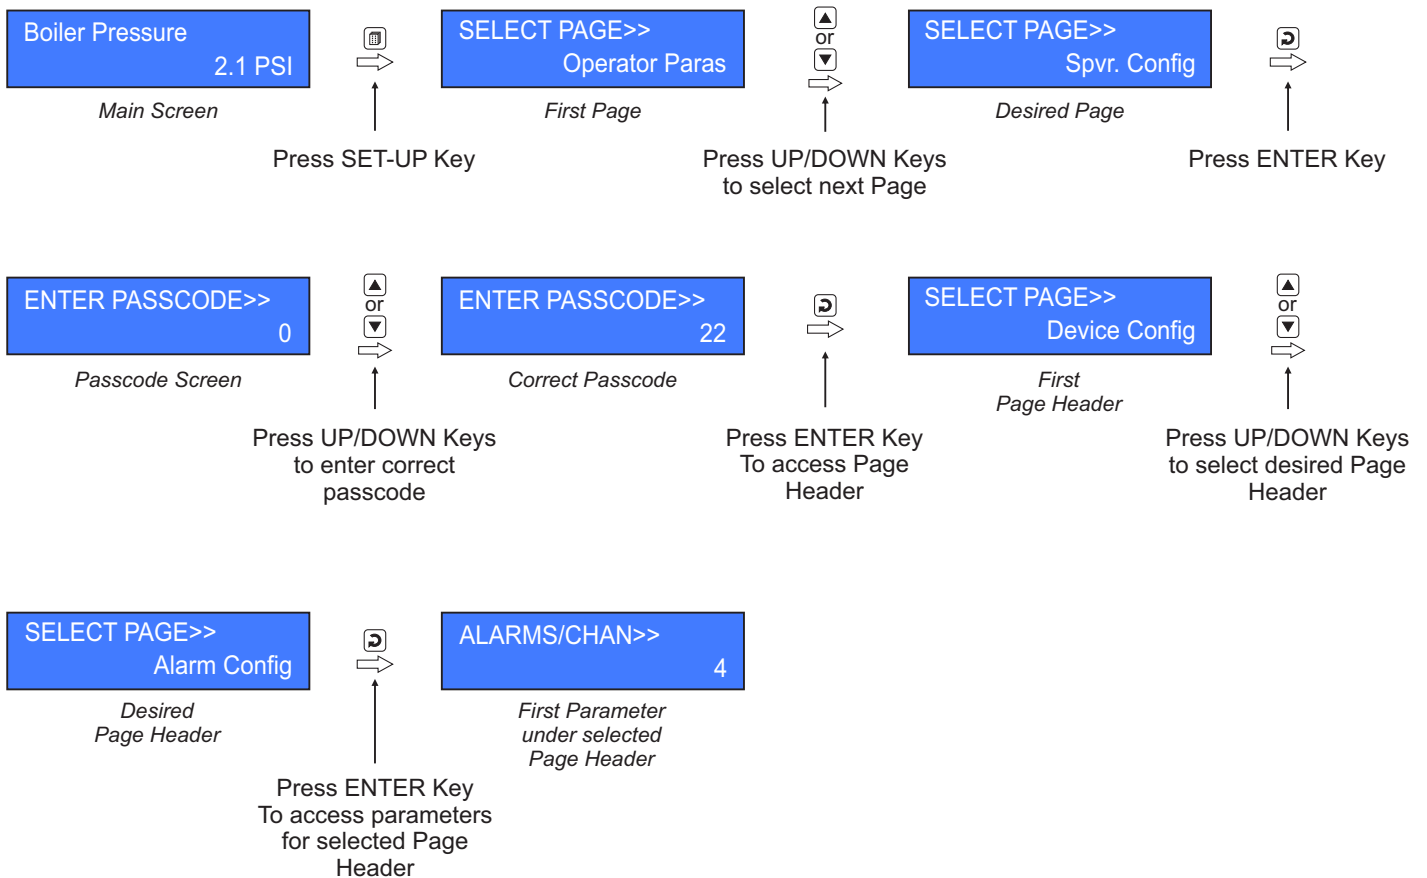 Boiler Pressure
2.1 PSI
Main Screen
Press SET-UP Key
SELECT PAGE>>
Operator Paras
First Page
or
Press UP/DOWN Keys
to select next Page
SELECT PAGE>>
Spvr. Config
Desired Page
Press ENTER Key
ENTER PASSCODE>>
0
Passcode Screen
or
Press UP/DOWN Keys
to enter correct
passcode
ENTER PASSCODE>>
22
Correct Passcode
Press ENTER Key
To access Page
Header
SELECT PAGE>>
Device Config
First
Page Header
or
Press UP/DOWN Keys
to select desired Page
Header
SELECT PAGE>>
Alarm Config
Desired
Page Header
Press ENTER Key
To access parameters
for selected Page
Header
ALARMS/CHAN>>
4
First Parameter
under selected
Page Header